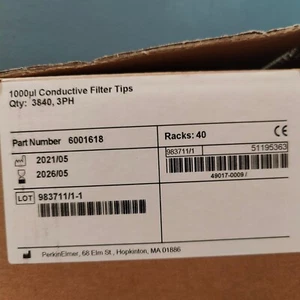 1000µl Conductive Filter Tips
Qty: 3840, 3PH
Part Number 6001618
Racks: 40
CE
2021/05
2026/05
983711/1
51195363
49017-0009 /
LOT 983711/1-1
PerkinElmer, 68 Elm St., Hopkinton, MA 01886